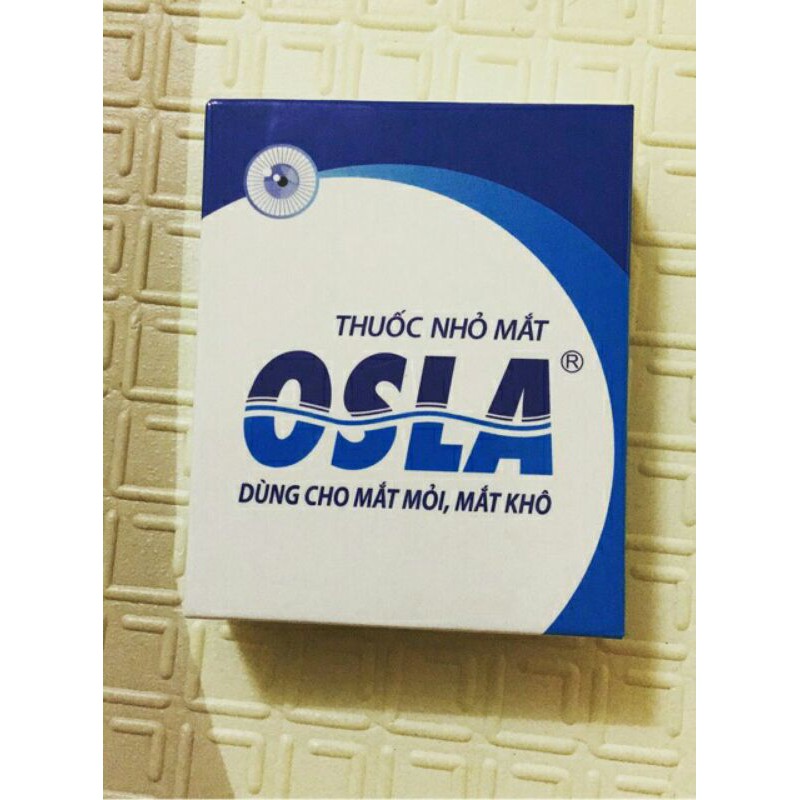 THUỐC NHỎ MẮT
OSLA®
DÙNG CHO MẮT MỎI, MẮT KHÔ